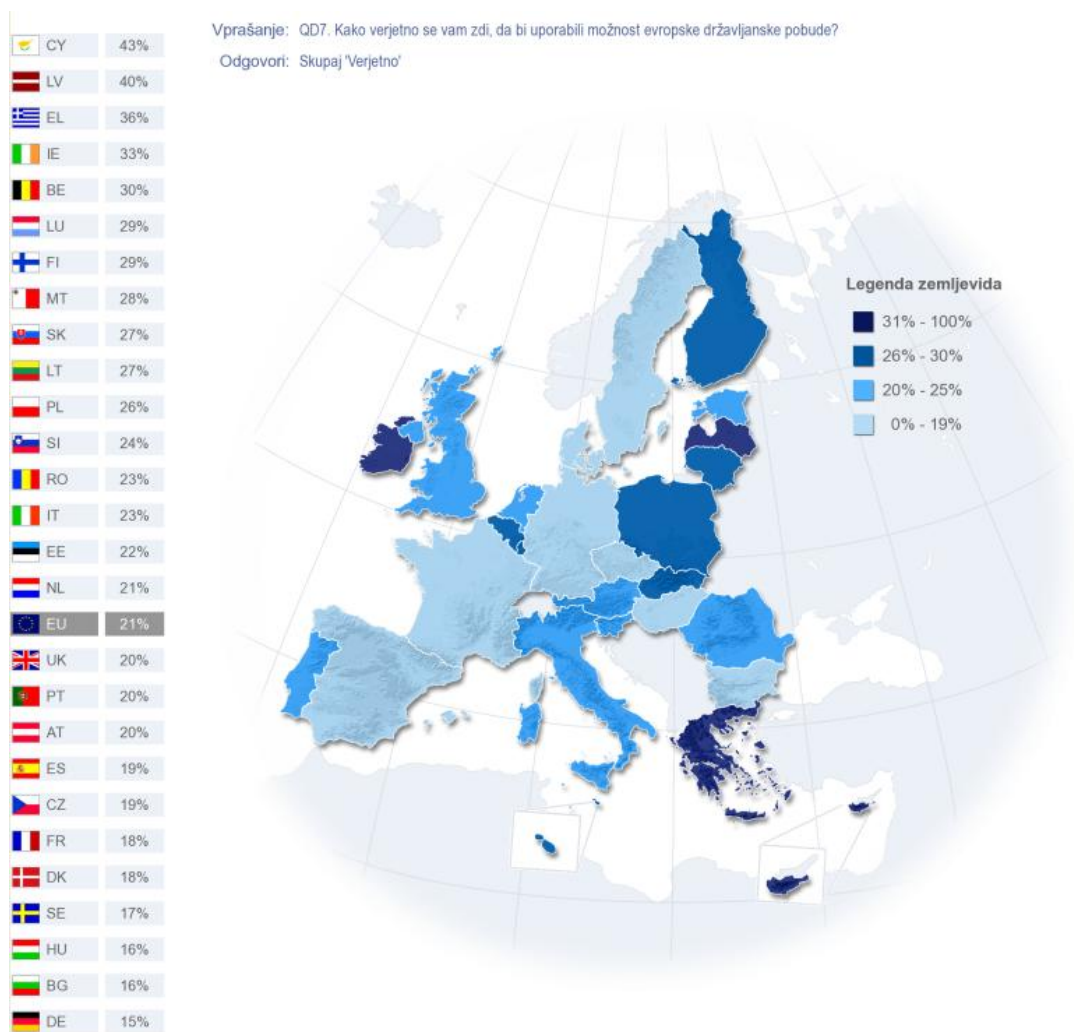 Vprašanje: QD7. Kako verjetno se vam zdi, da bi uporabili možnost evropske državljanske pobude?
Odgovori: Skupaj 'Verjetno'
CY 43%
LV 40%
EL 36%
IE 33%
BE 30%
LU 29%
FI 29%
MT 28%
SK 27%
LT 27%
PL 26%
SI 24%
RO 23%
IT 23%
EE 22%
NL 21%
EU 21%
UK 20%
PT 20%
AT 20%
ES 19%
CZ 19%
FR 18%
DK 18%
SE 17%
HU 16%
BG 16%
DE 15%
Legenda zemljevida
31% - 100%
26% - 30%
20% - 25%
0% - 19%